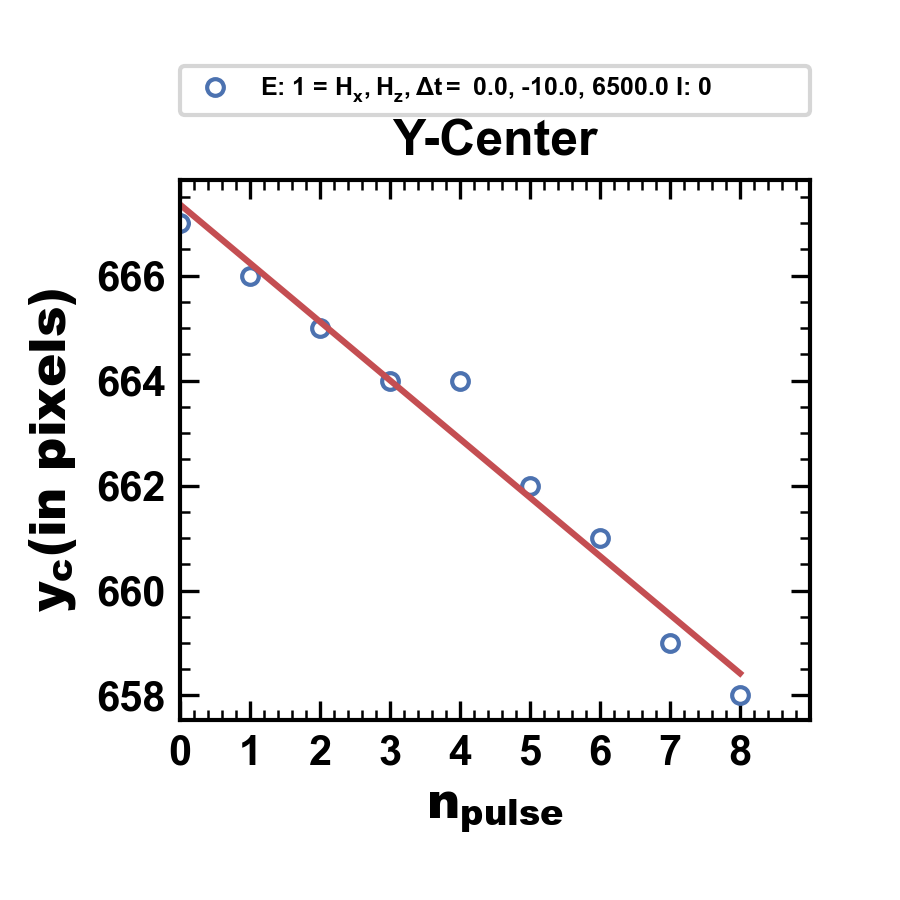 E: 1 = Hx, Hz, Δt = 0.0, -10.0, 6500.0 I: 0
Y-Center
yc(in pixels)
666
664
662
660
658
0 1 2 3 4 5 6 7 8
npulse